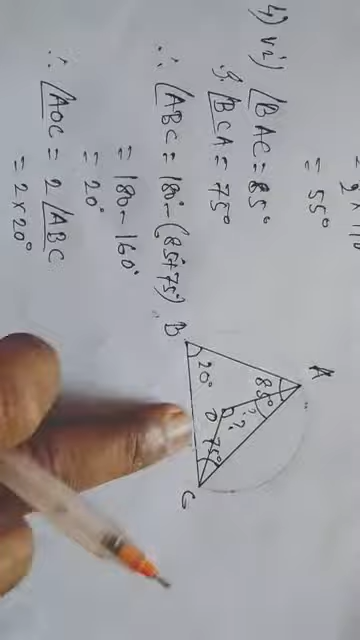 = 55°
4) vi) ∠BAC = 85°
& ∠BCA = 75°
∴ ∠ABC = 180° - (85+75°)
= 180 - 160°
= 20°
∴ ∠AOC = 2 ∠ABC
= 2 × 20°
A
85°
?
?
O
B
20°
75°
C